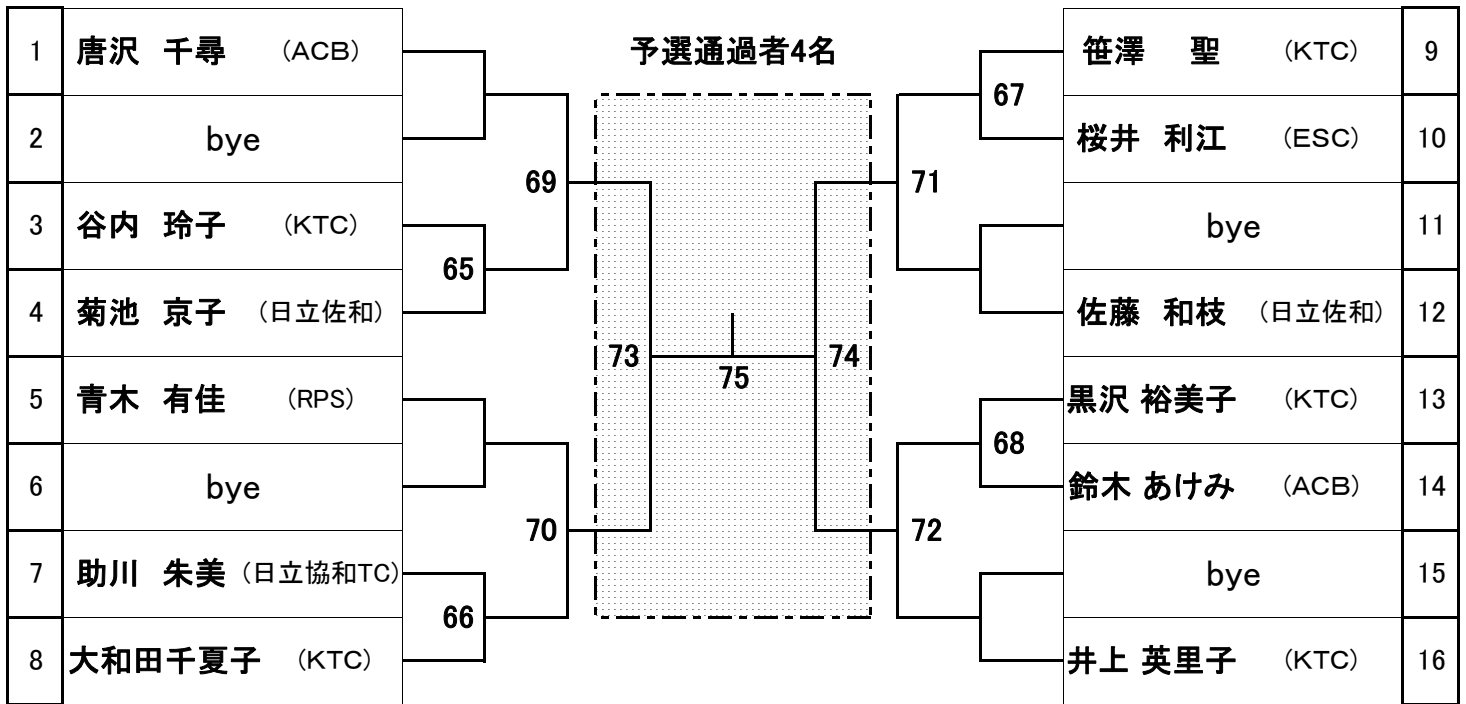 1 唐沢 千尋 (ACB)
2 bye
3 谷内 玲子 (KTC)
4 菊池 京子 (日立佐和)
5 青木 有佳 (RPS)
6 bye
7 助川 朱美 (日立協和TC)
8 大和田千夏子 (KTC)
65
66
69
70
予選通過者4名
73
75
74
71
72
67
68
笹澤 聖 (KTC) 9
桜井 利江 (ESC) 10
bye 11
佐藤 和枝 (日立佐和) 12
黒沢 裕美子 (KTC) 13
鈴木 あけみ (ACB) 14
bye 15
井上 英里子 (KTC) 16